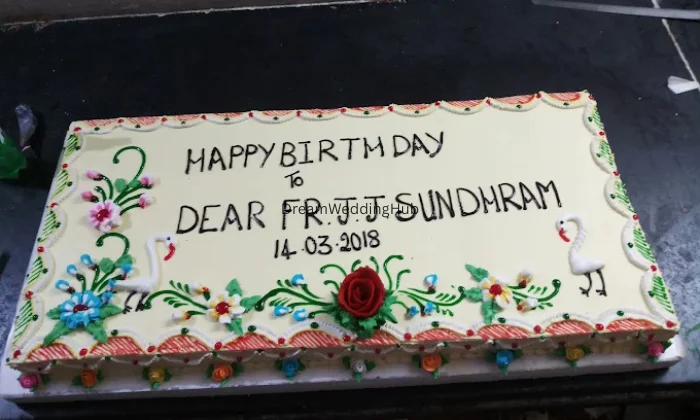 HAPPY BIRTHDAY
To
DEAR FR.J.J SUNDHRAM
DreamWeddingHub
14.03.2018